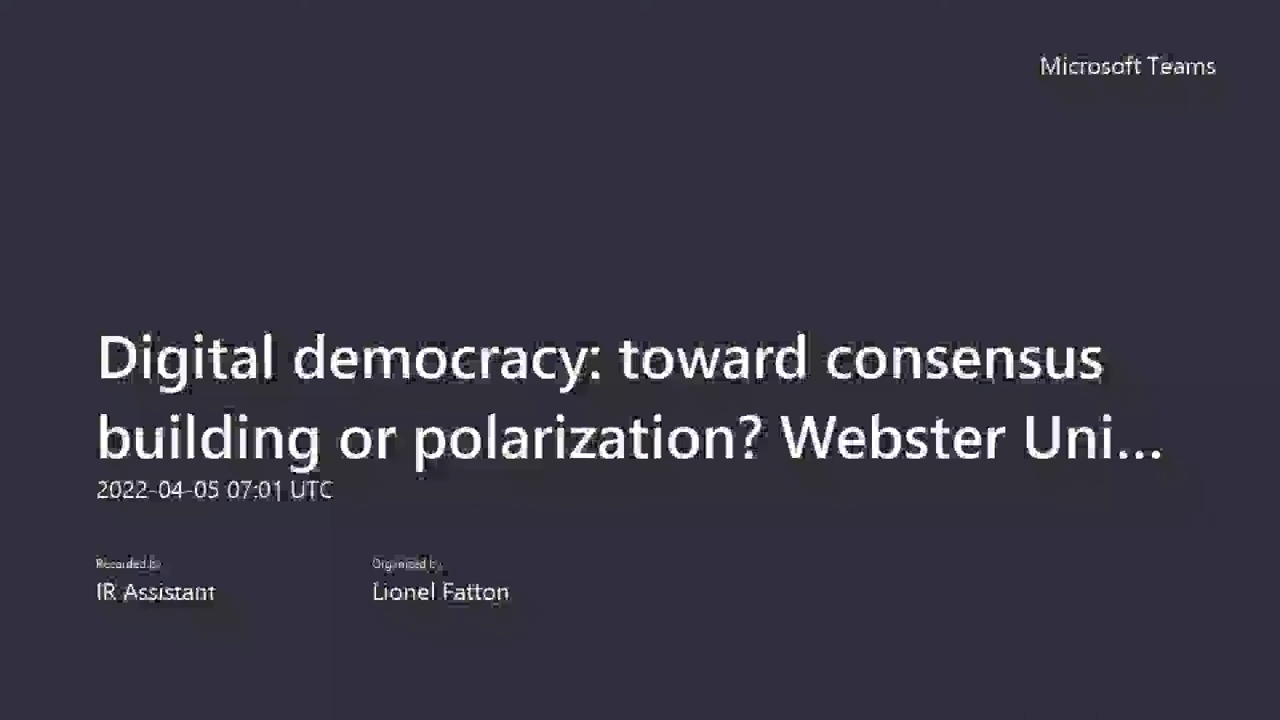 Microsoft Teams
Digital democracy: toward consensus
building or polarization? Webster Uni...
2022-04-05 07:01 UTC
Recorded by
Organized by
IR Assistant
Lionel Fatton